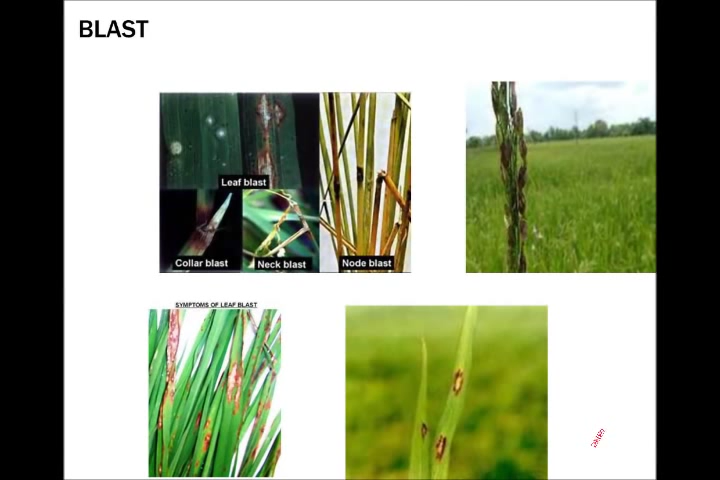 BLAST
Leaf blast
Collar blast
Neck blast
Node blast
SYMPTOMS OF LEAF BLAST